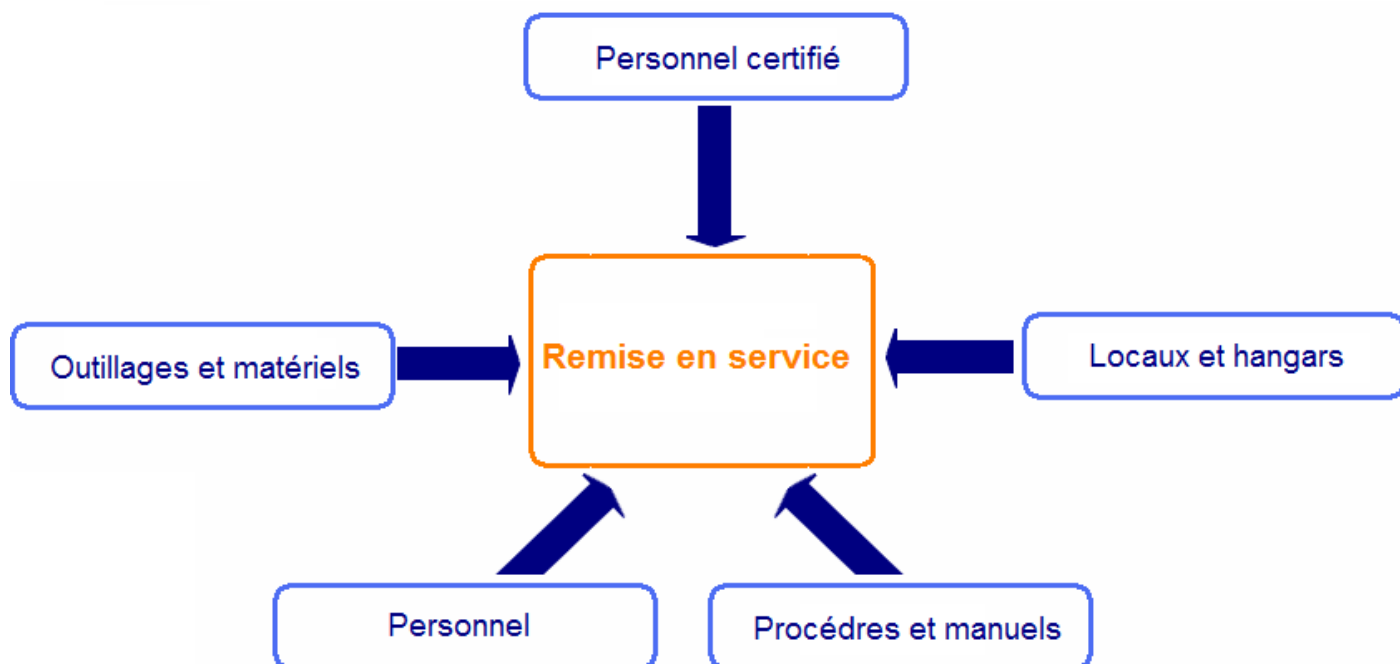 Personnel certifié
Outillages et matériels
Remise en service
Locaux et hangars
Personnel
Procédres et manuels